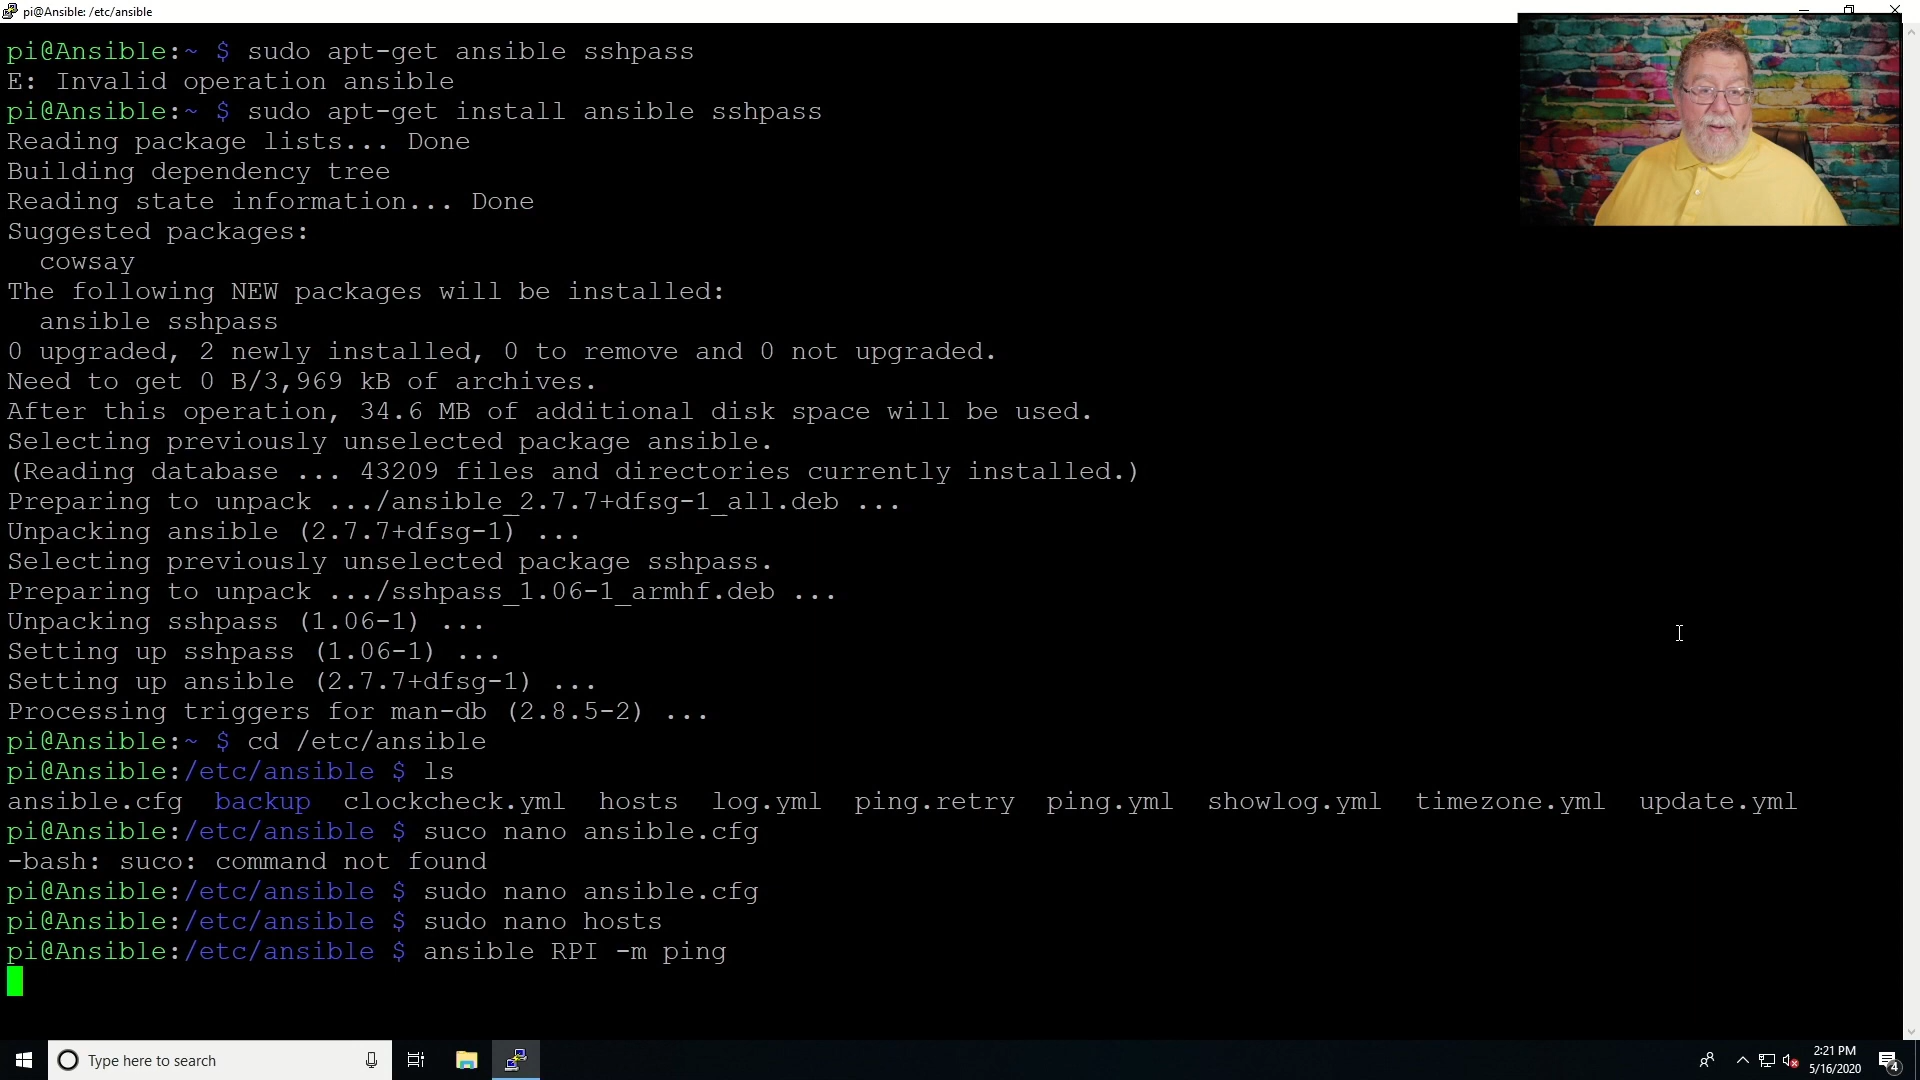 pi@Ansible: /etc/ansible
pi@Ansible:~ $ sudo apt-get ansible sshpass
E: Invalid operation ansible
pi@Ansible:~ $ sudo apt-get install ansible sshpass
Reading package lists... Done
Building dependency tree
Reading state information... Done
Suggested packages:
  cowsay
The following NEW packages will be installed:
  ansible sshpass
0 upgraded, 2 newly installed, 0 to remove and 0 not upgraded.
Need to get 0 B/3,969 kB of archives.
After this operation, 34.6 MB of additional disk space will be used.
Selecting previously unselected package ansible.
(Reading database ... 43209 files and directories currently installed.)
Preparing to unpack .../ansible_2.7.7+dfsg-1_all.deb ...
Unpacking ansible (2.7.7+dfsg-1) ...
Selecting previously unselected package sshpass.
Preparing to unpack .../sshpass_1.06-1_armhf.deb ...
Unpacking sshpass (1.06-1) ...
Setting up sshpass (1.06-1) ...
Setting up ansible (2.7.7+dfsg-1) ...
Processing triggers for man-db (2.8.5-2) ...
pi@Ansible:~ $ cd /etc/ansible
pi@Ansible:/etc/ansible $ ls
ansible.cfg  backup  clockcheck.yml  hosts  log.yml  ping.retry  ping.yml  showlog.yml  timezone.yml  update.yml
pi@Ansible:/etc/ansible $ suco nano ansible.cfg
-bash: suco: command not found
pi@Ansible:/etc/ansible $ sudo nano ansible.cfg
pi@Ansible:/etc/ansible $ sudo nano hosts
pi@Ansible:/etc/ansible $ ansible RPI -m ping
Type here to search
2:21 PM
5/16/2020
4